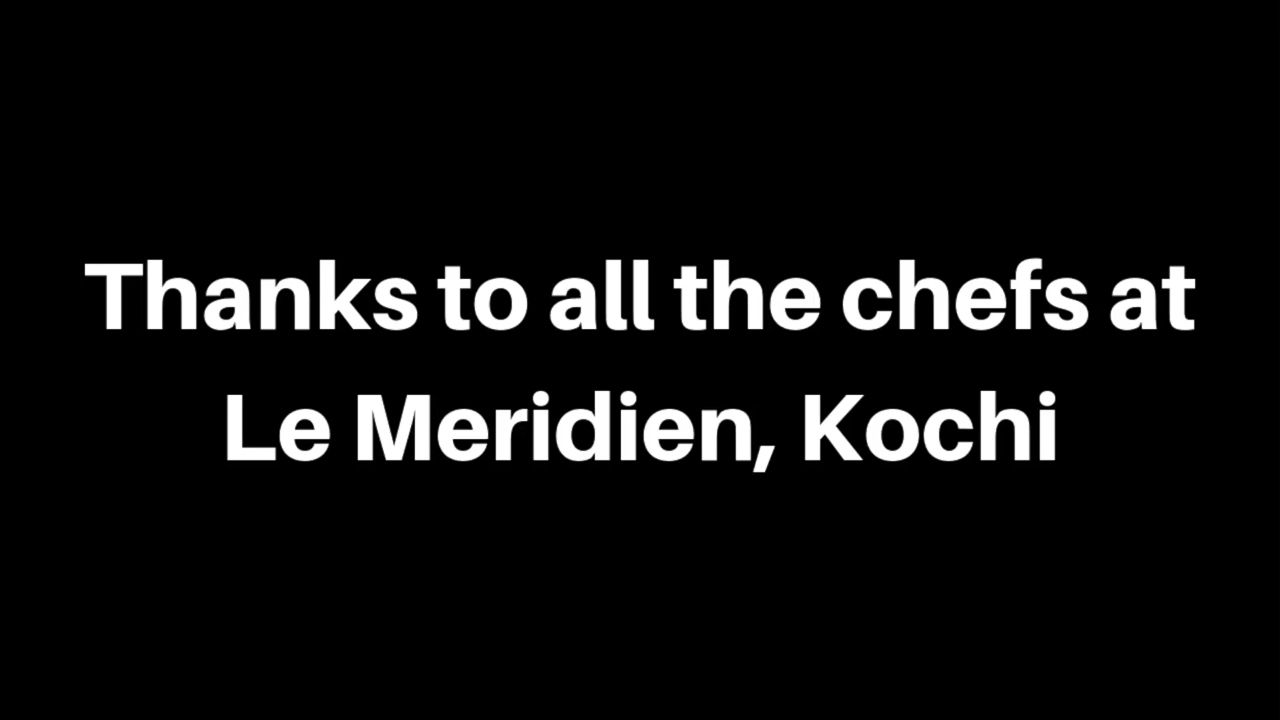 Thanks to all the chefs at
Le Meridien, Kochi